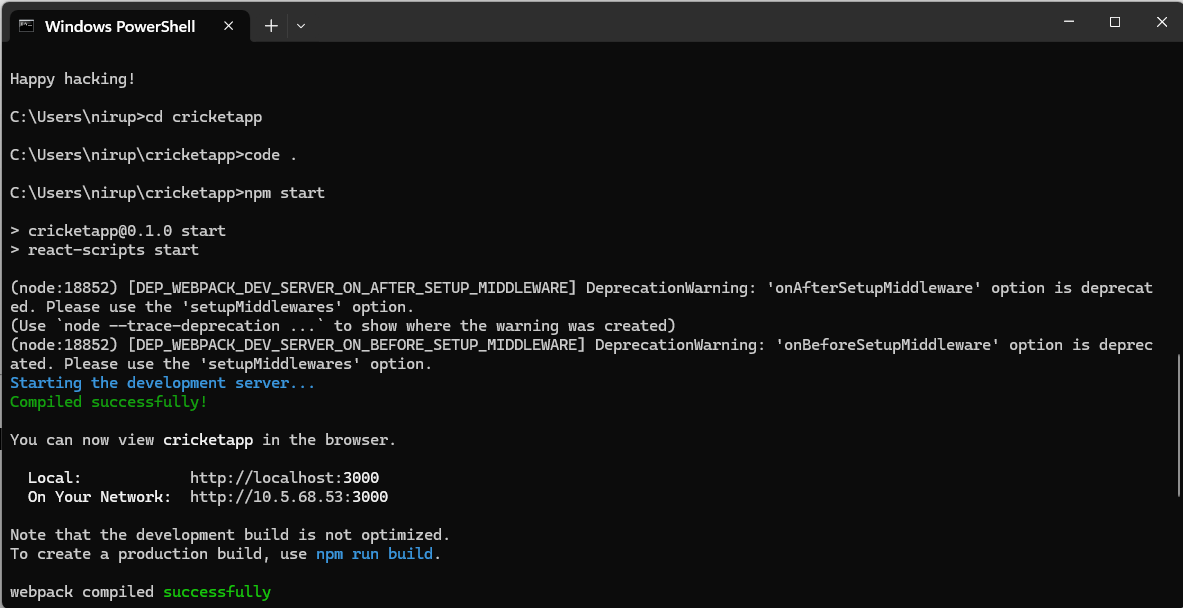 Windows PowerShell
Happy hacking!
C:\Users\nirup>cd cricketapp
C:\Users\nirup\cricketapp>code .
C:\Users\nirup\cricketapp>npm start
> cricketapp@0.1.0 start
> react-scripts start
(node:18852) [DEP_WEBPACK_DEV_SERVER_ON_AFTER_SETUP_MIDDLEWARE] DeprecationWarning: 'onAfterSetupMiddleware' option is deprecat
ed. Please use the 'setupMiddlewares' option.
(Use `node --trace-deprecation ...` to show where the warning was created)
(node:18852) [DEP_WEBPACK_DEV_SERVER_ON_BEFORE_SETUP_MIDDLEWARE] DeprecationWarning: 'onBeforeSetupMiddleware' option is deprec
ated. Please use the 'setupMiddlewares' option.
Starting the development server...
Compiled successfully!
You can now view cricketapp in the browser.
Local: http://localhost:3000
On Your Network: http://10.5.68.53:3000
Note that the development build is not optimized.
To create a production build, use npm run build.
webpack compiled successfully